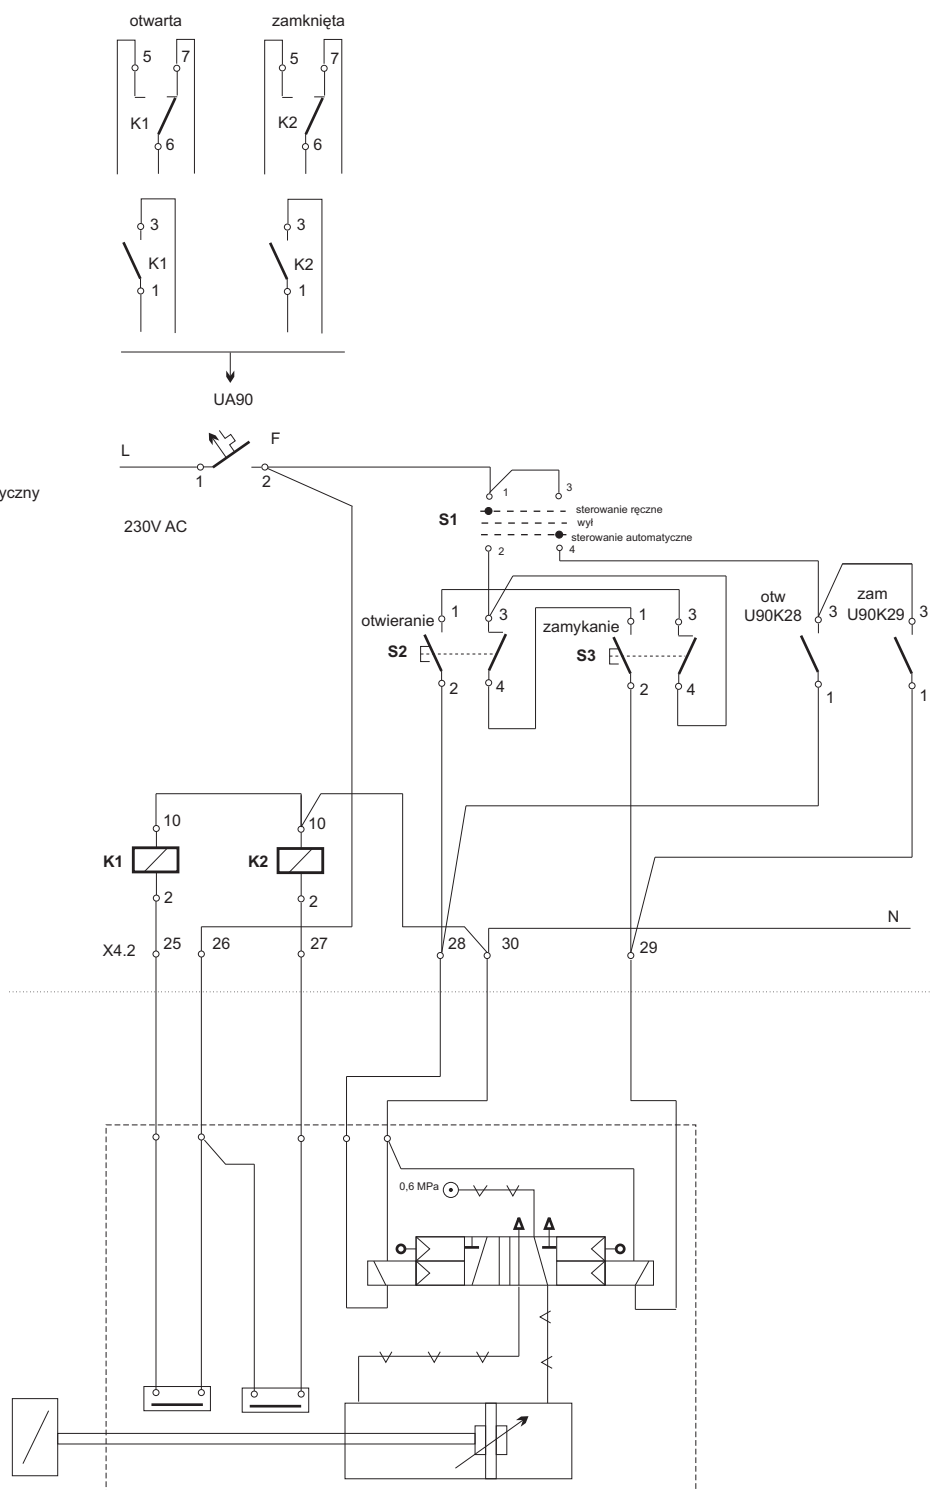 otwarta zamknięta
5 7 5 7
K1 K2
6 6
3 3
K1 K2
1 1
UA90
L F
1 2
yczny
230V AC
1 3
S1 sterowanie ręczne
wył
sterowanie automatyczne
2 4
otw zam
U90K28 3 U90K29 3
otwieranie 1 3 zamykanie 1 3
S2 S3
2 4 2 4
1 1
10 10
K1 K2
2 2
X4.2 25 26 27 28 30 29
N
0,6 MPa